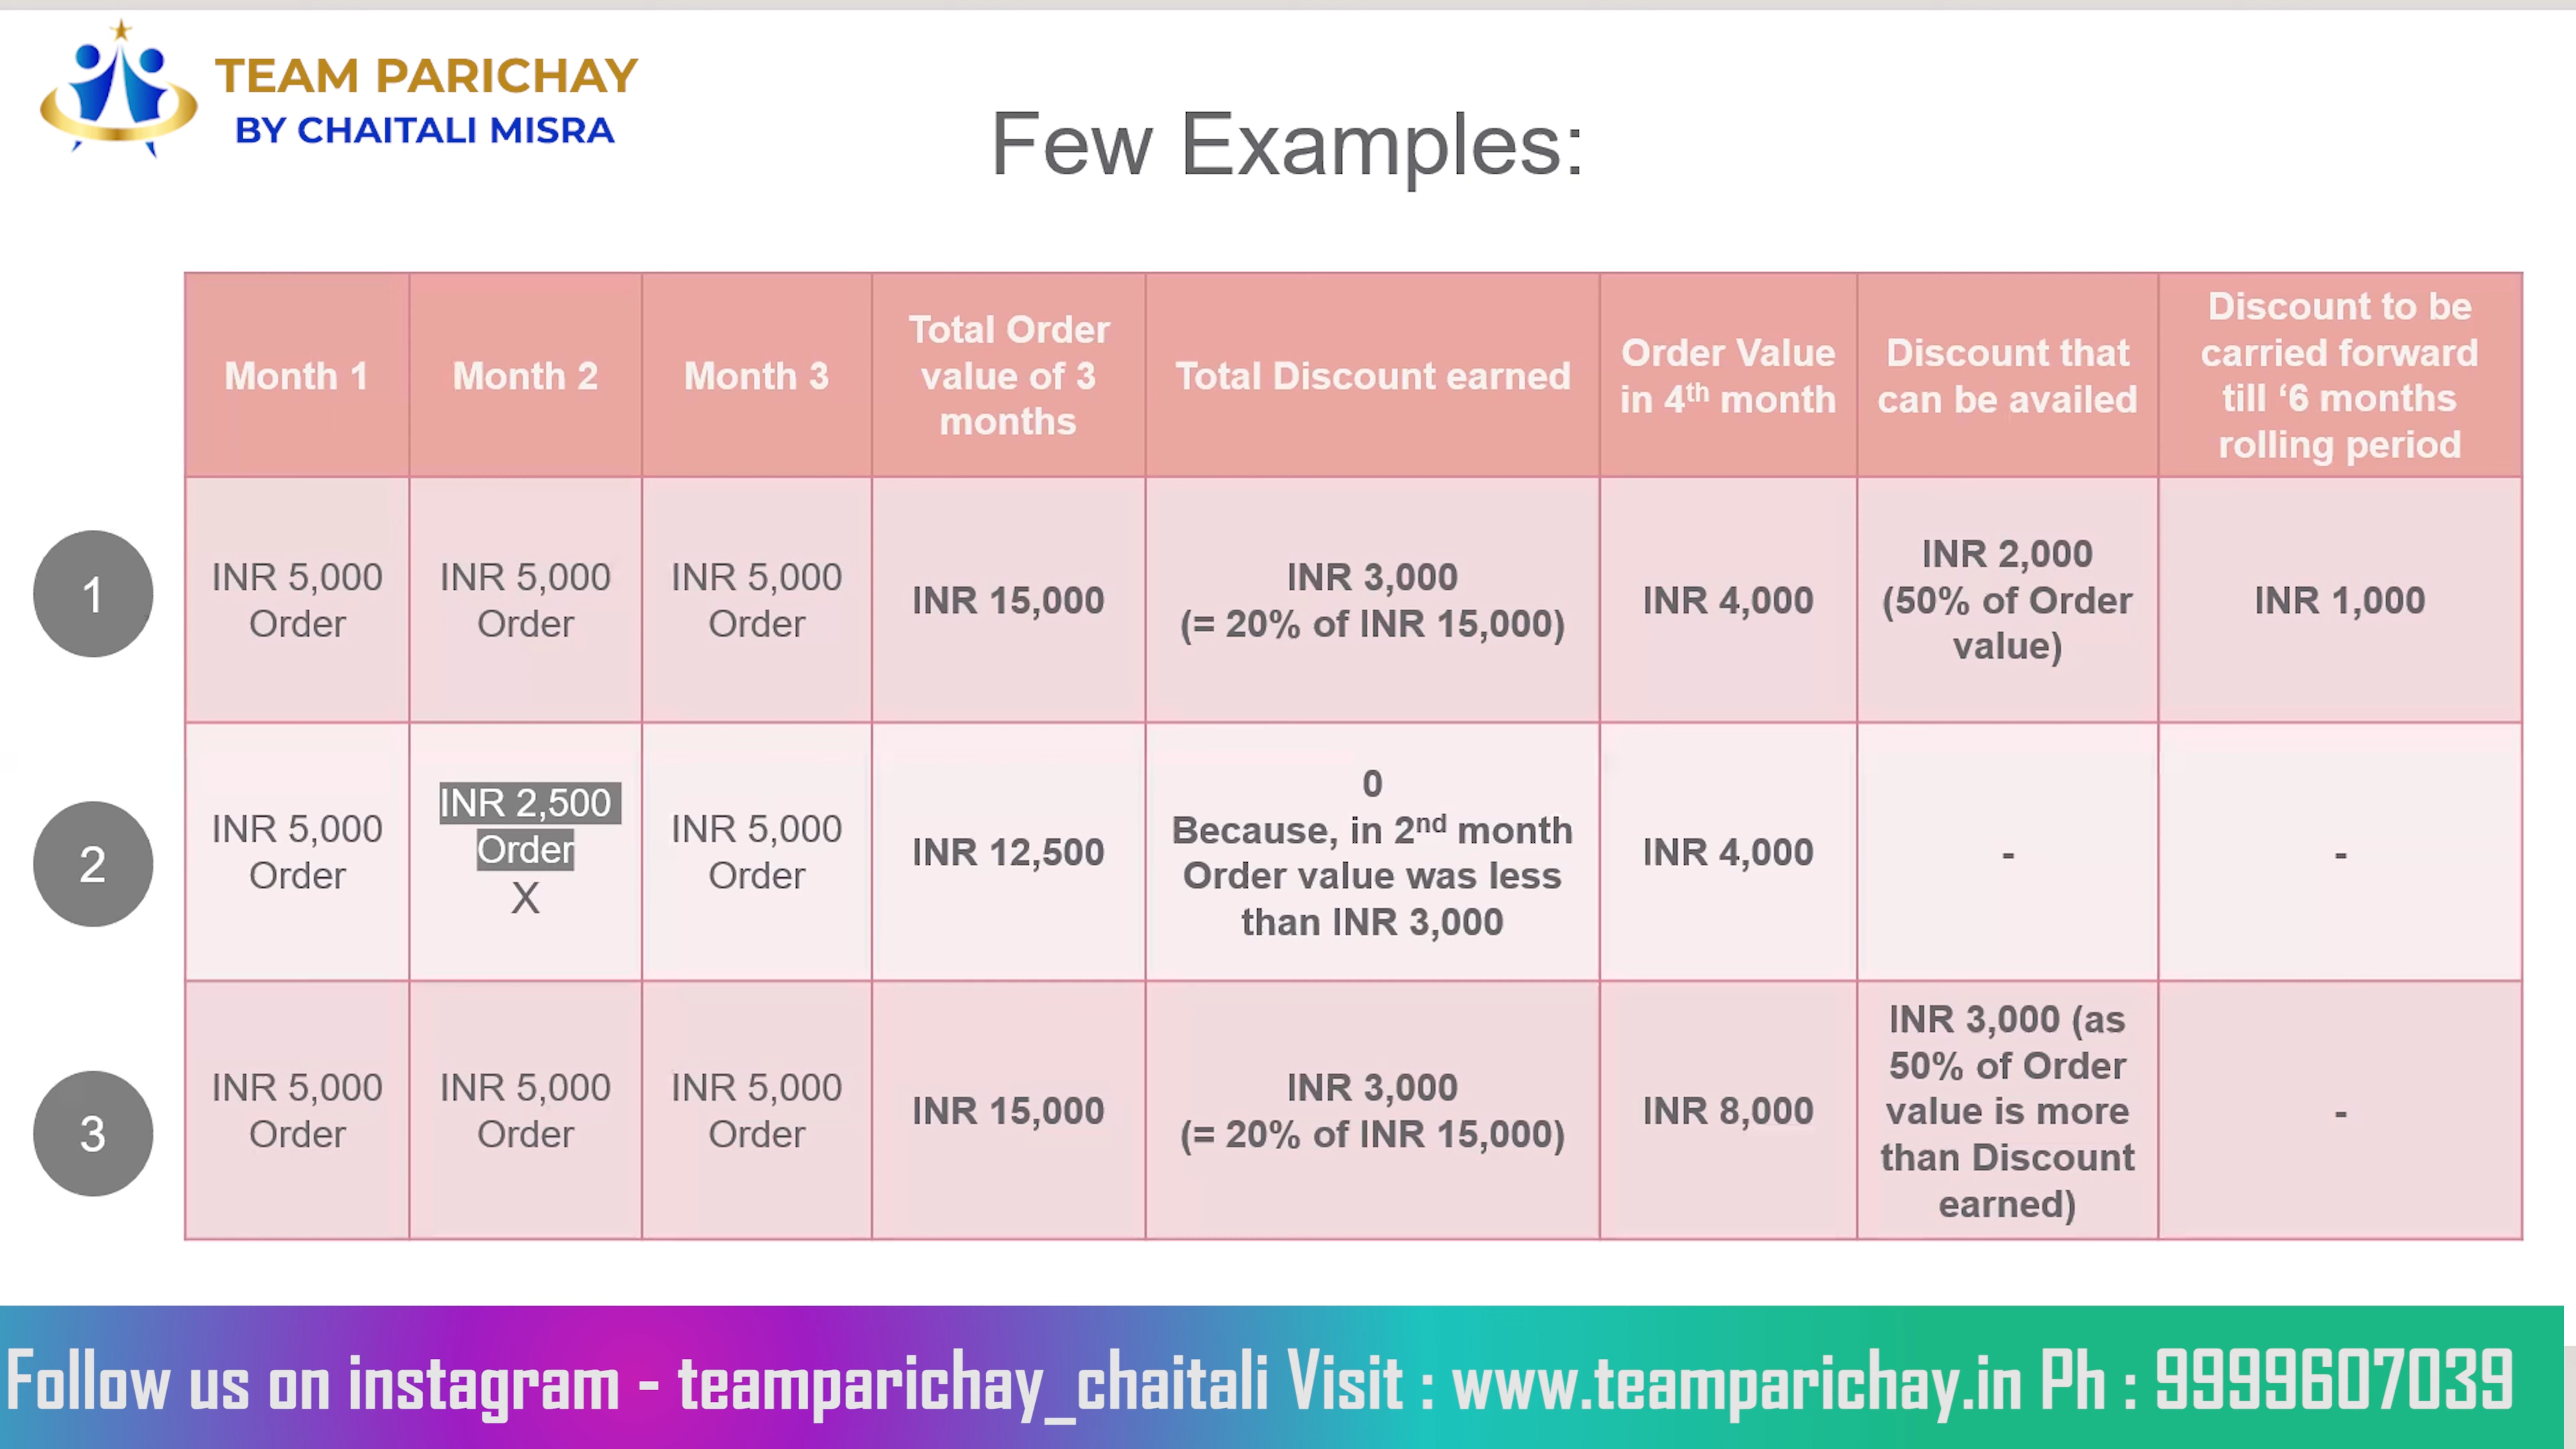 TEAM PARICHAY
BY CHAITALI MISRA
Few Examples:
Month 1
Month 2
Month 3
Total Order
value of 3
months
Total Discount earned
Order Value
in 4th month
Discount that
can be availed
Discount to be
carried forward
till ‘6 months
rolling period
1
INR 5,000
Order
INR 5,000
Order
INR 5,000
Order
INR 15,000
INR 3,000
(= 20% of INR 15,000)
INR 4,000
INR 2,000
(50% of Order
value)
INR 1,000
2
INR 5,000
Order
INR 2,500
Order
X
INR 5,000
Order
INR 12,500
0
Because, in 2nd month
Order value was less
than INR 3,000
INR 4,000
-
-
3
INR 5,000
Order
INR 5,000
Order
INR 5,000
Order
INR 15,000
INR 3,000
(= 20% of INR 15,000)
INR 8,000
INR 3,000 (as
50% of Order
value is more
than Discount
earned)
-
Follow us on instagram - teamparichay_chaitali Visit : www.teamparichay.in Ph : 9999607039